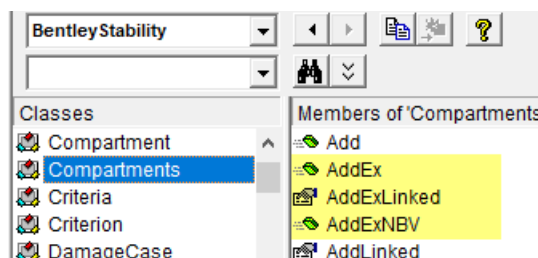 BentleyStability
Classes
Members of 'Compartments
Compartment
Add
Compartments
AddEx
Criteria
AddExLinked
Criterion
AddExNBV
DamageCase
AddLinked